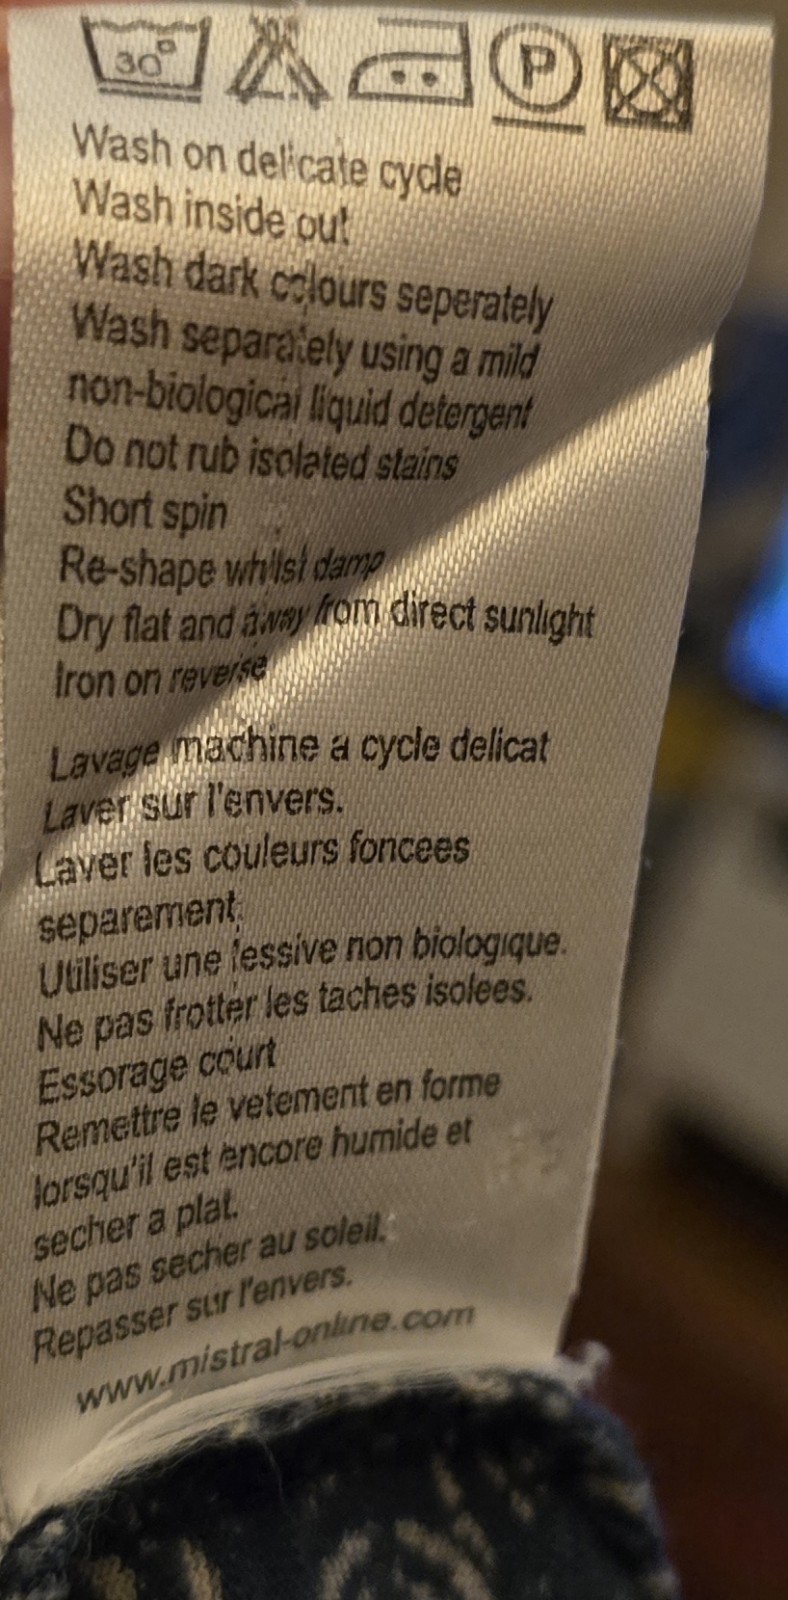 30°
P
Wash on delicate cycle
Wash inside out
Wash dark colours seperately
Wash separately using a mild
non-biological liquid detergent
Do not rub isolated stains
Short spin
Re-shape whilst damp
Dry flat and away from direct sunlight
Iron on reverse
Lavage machine a cycle delicat
Laver sur l'envers.
Laver les couleurs foncees
separement.
Utiliser une lessive non biologique.
Ne pas frotter les taches isolees.
Essorage court
Remettre le vetement en forme
lorsqu'il est encore humide et
secher a plat.
Ne pas secher au soleil.
Repasser sur l'envers.
www.mistral-online.com